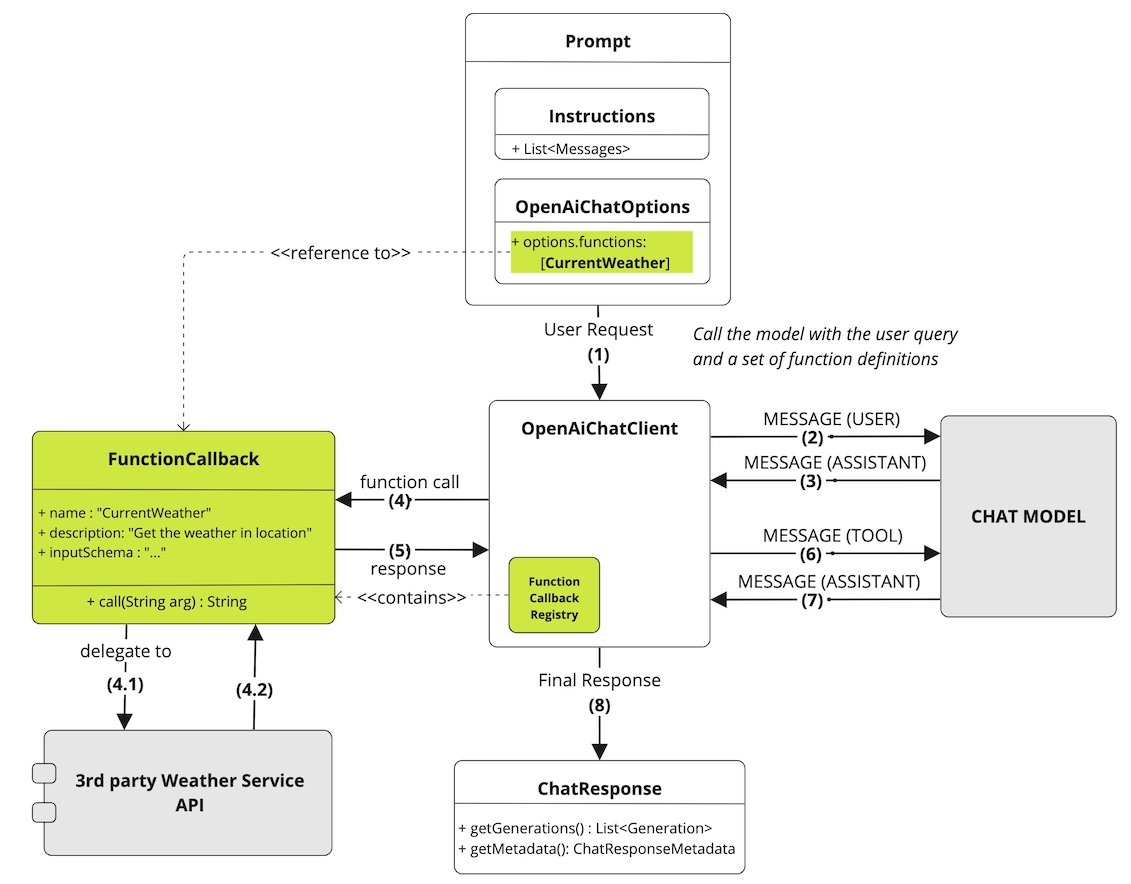 Prompt
Instructions
+ List<Messages>
OpenAiChatOptions
+ options.functions:
[CurrentWeather]
<<reference to>>
User Request
(1)
Call the model with the user query
and a set of function definitions
OpenAiChatClient
MESSAGE (USER)
(2)
MESSAGE (ASSISTANT)
(3)
MESSAGE (TOOL)
(6)
MESSAGE (ASSISTANT)
(7)
CHAT MODEL
FunctionCallback
+ name : "CurrentWeather"
+ description: "Get the weather in location"
+ inputSchema : "..."
+ call(String arg) : String
function call
(4)
(5)
response
<<contains>>
Function
Callback
Registry
delegate to
(4.1)
(4.2)
3rd party Weather Service
API
Final Response
(8)
ChatResponse
+ getGenerations() : List<Generation>
+ getMetadata(): ChatResponseMetadata